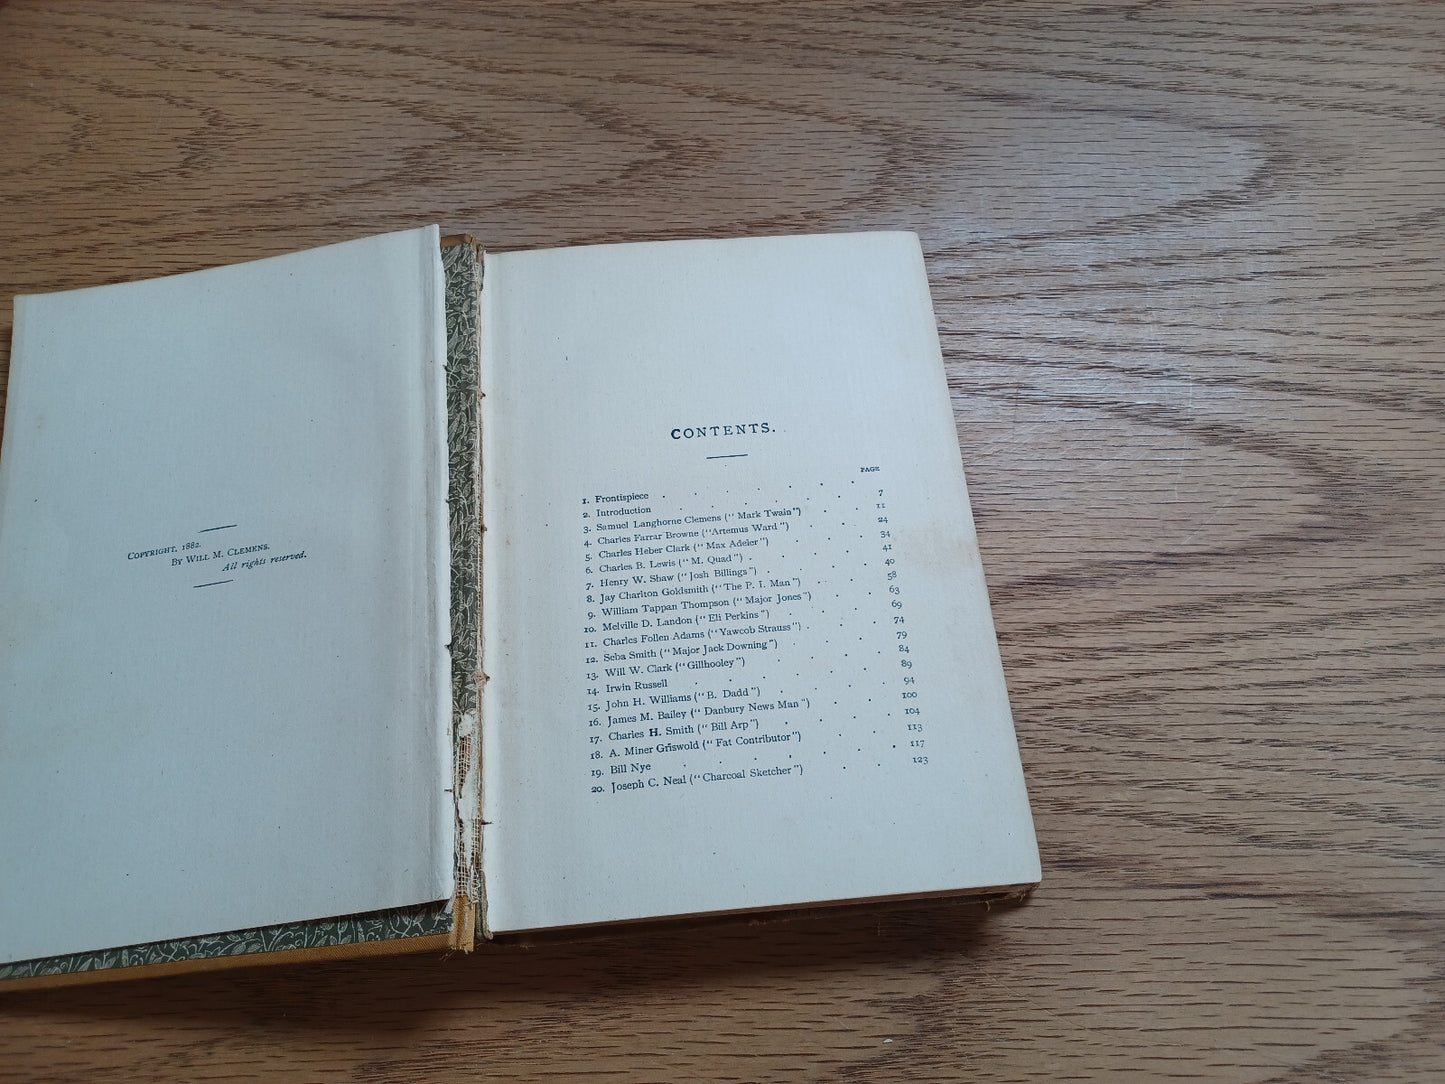 COPYRIGHT, 1882.
BY WILL M. CLEMENS.
All rights reserved.
CONTENTS.
PAGE
1. Frontispiece
2. Introduction 7
3. Samuel Langhorne Clemens ("Mark Twain") 11
4. Charles Farrar Browne ("Artemus Ward") 24
5. Charles Heber Clark ("Max Adeler") 34
6. Charles B. Lewis ("M. Quad") 41
7. Henry W. Shaw ("Josh Billings") 40
8. Jay Charlton Goldsmith ("The P. I. Man") 58
9. William Tappan Thompson ("Major Jones") 63
10. Melville D. Landon ("Eli Perkins") 69
11. Charles Follen Adams ("Yawcob Strauss") 74
12. Seba Smith ("Major Jack Downing") 79
13. Will W. Clark ("Gillhooley") 84
14. Irwin Russell 89
15. John H. Williams ("B. Dadd") 94
16. James M. Bailey ("Danbury News Man") 100
17. Charles H. Smith ("Bill Arp") 104
18. A. Miner Griswold ("Fat Contributor") 113
19. Bill Nye 117
20. Joseph C. Neal ("Charcoal Sketcher") 123